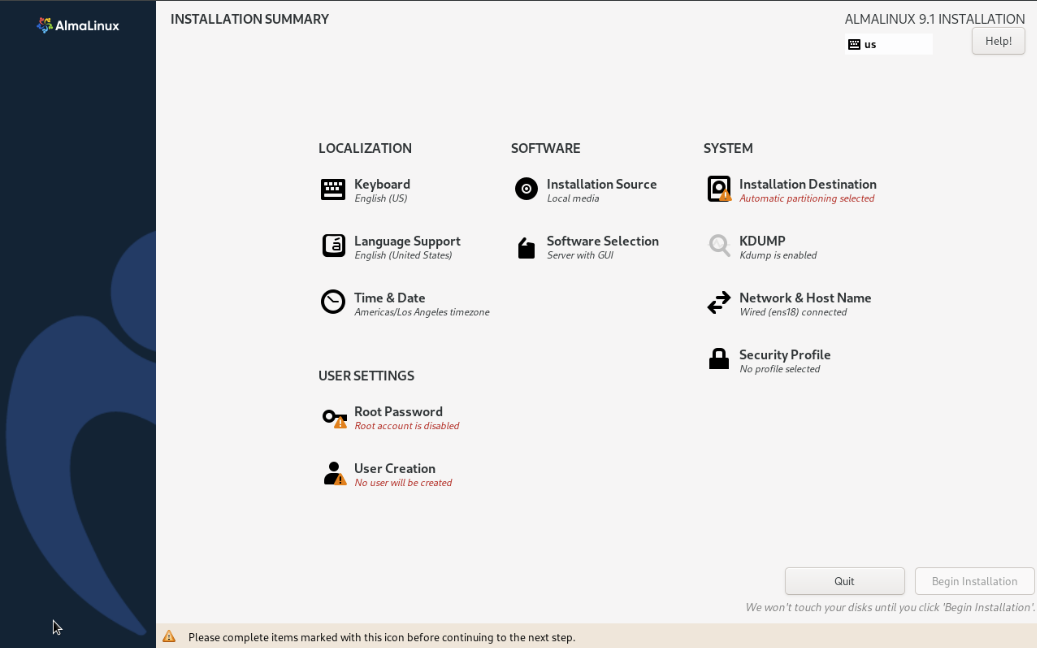 AlmaLinux
INSTALLATION SUMMARY
ALMALINUX 9.1 INSTALLATION
us
Help!
LOCALIZATION
Keyboard
English (US)
Language Support
English (United States)
Time & Date
Americas/Los Angeles timezone
SOFTWARE
Installation Source
Local media
Software Selection
Server with GUI
SYSTEM
Installation Destination
Automatic partitioning selected
KDUMP
Kdump is enabled
Network & Host Name
Wired (ens18) connected
Security Profile
No profile selected
USER SETTINGS
Root Password
Root account is disabled
User Creation
No user will be created
Quit
Begin Installation
We won't touch your disks until you click 'Begin Installation'.
Please complete items marked with this icon before continuing to the next step.